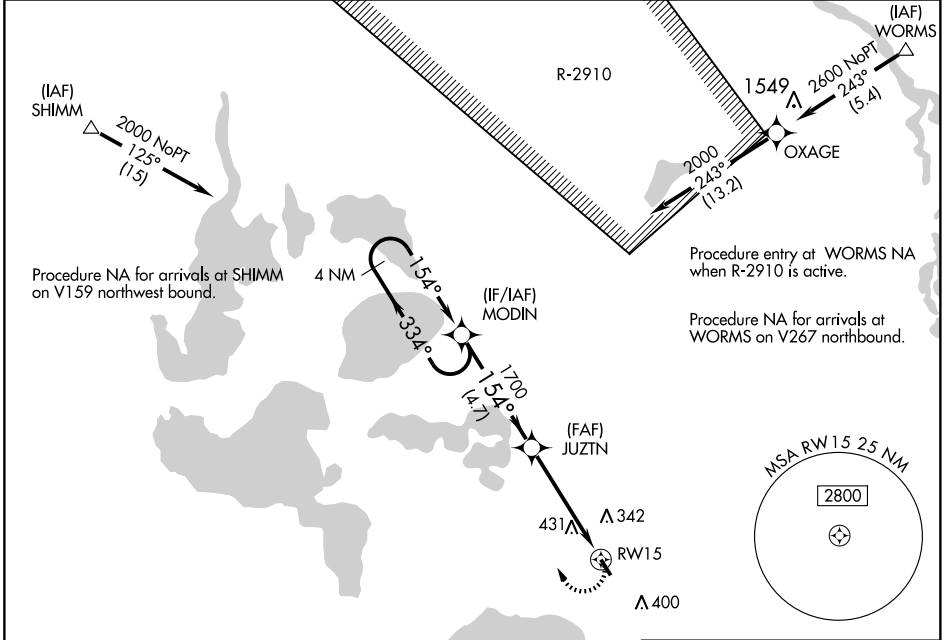 (IAF)
WORMS
2600 NoPT
243°
(5.4)
R-2910
1549
OXAGE
2000
243°
(13.2)
(IAF)
SHIMM
2000 NoPT
125°
(15)
Procedure NA for arrivals at SHIMM
on V159 northwest bound.
4 NM
154°
334°
(IF/IAF)
MODIN
Procedure entry at WORMS NA
when R-2910 is active.
Procedure NA for arrivals at
WORMS on V267 northbound.
1700
154°
(4.7)
(FAF)
JUZTN
MSA RW15 25 NM
2800
431
342
RW15
400